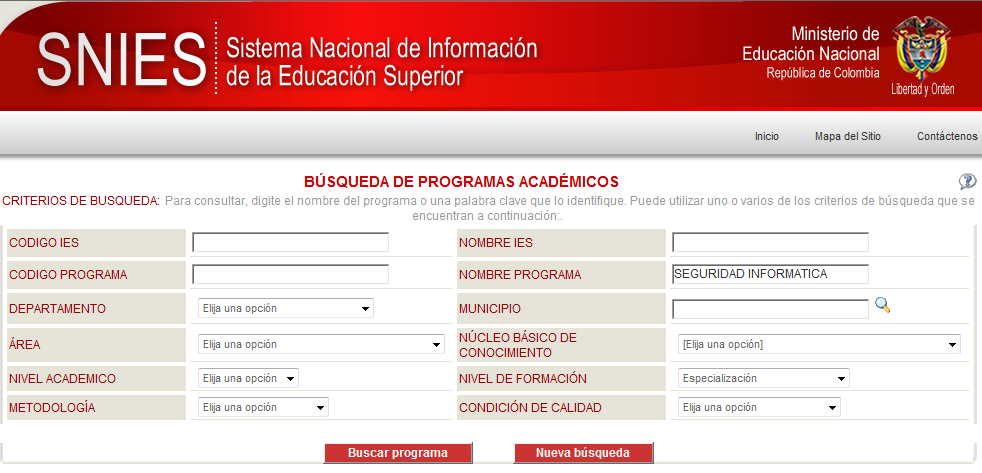 SNIES
Sistema Nacional de Información
de la Educación Superior
Ministerio de
Educación Nacional
República de Colombia
Libertad y Orden
Inicio Mapa del Sitio Contáctenos
BÚSQUEDA DE PROGRAMAS ACADÉMICOS
CRITERIOS DE BUSQUEDA: Para consultar, digite el nombre del programa o una palabra clave que lo identifique. Puede utilizar uno o varios de los criterios de búsqueda que se
encuentran a continuación:.
CODIGO IES NOMBRE IES
CODIGO PROGRAMA NOMBRE PROGRAMA SEGURIDAD INFORMATICA
DEPARTAMENTO Elija una opción MUNICIPIO
ÁREA Elija una opción NÚCLEO BÁSICO DE
CONOCIMIENTO [Elija una opción]
NIVEL ACADEMICO Elija una opción NIVEL DE FORMACIÓN Especialización
METODOLOGÍA Elija una opción CONDICIÓN DE CALIDAD Elija una opción
Buscar programa Nueva búsqueda